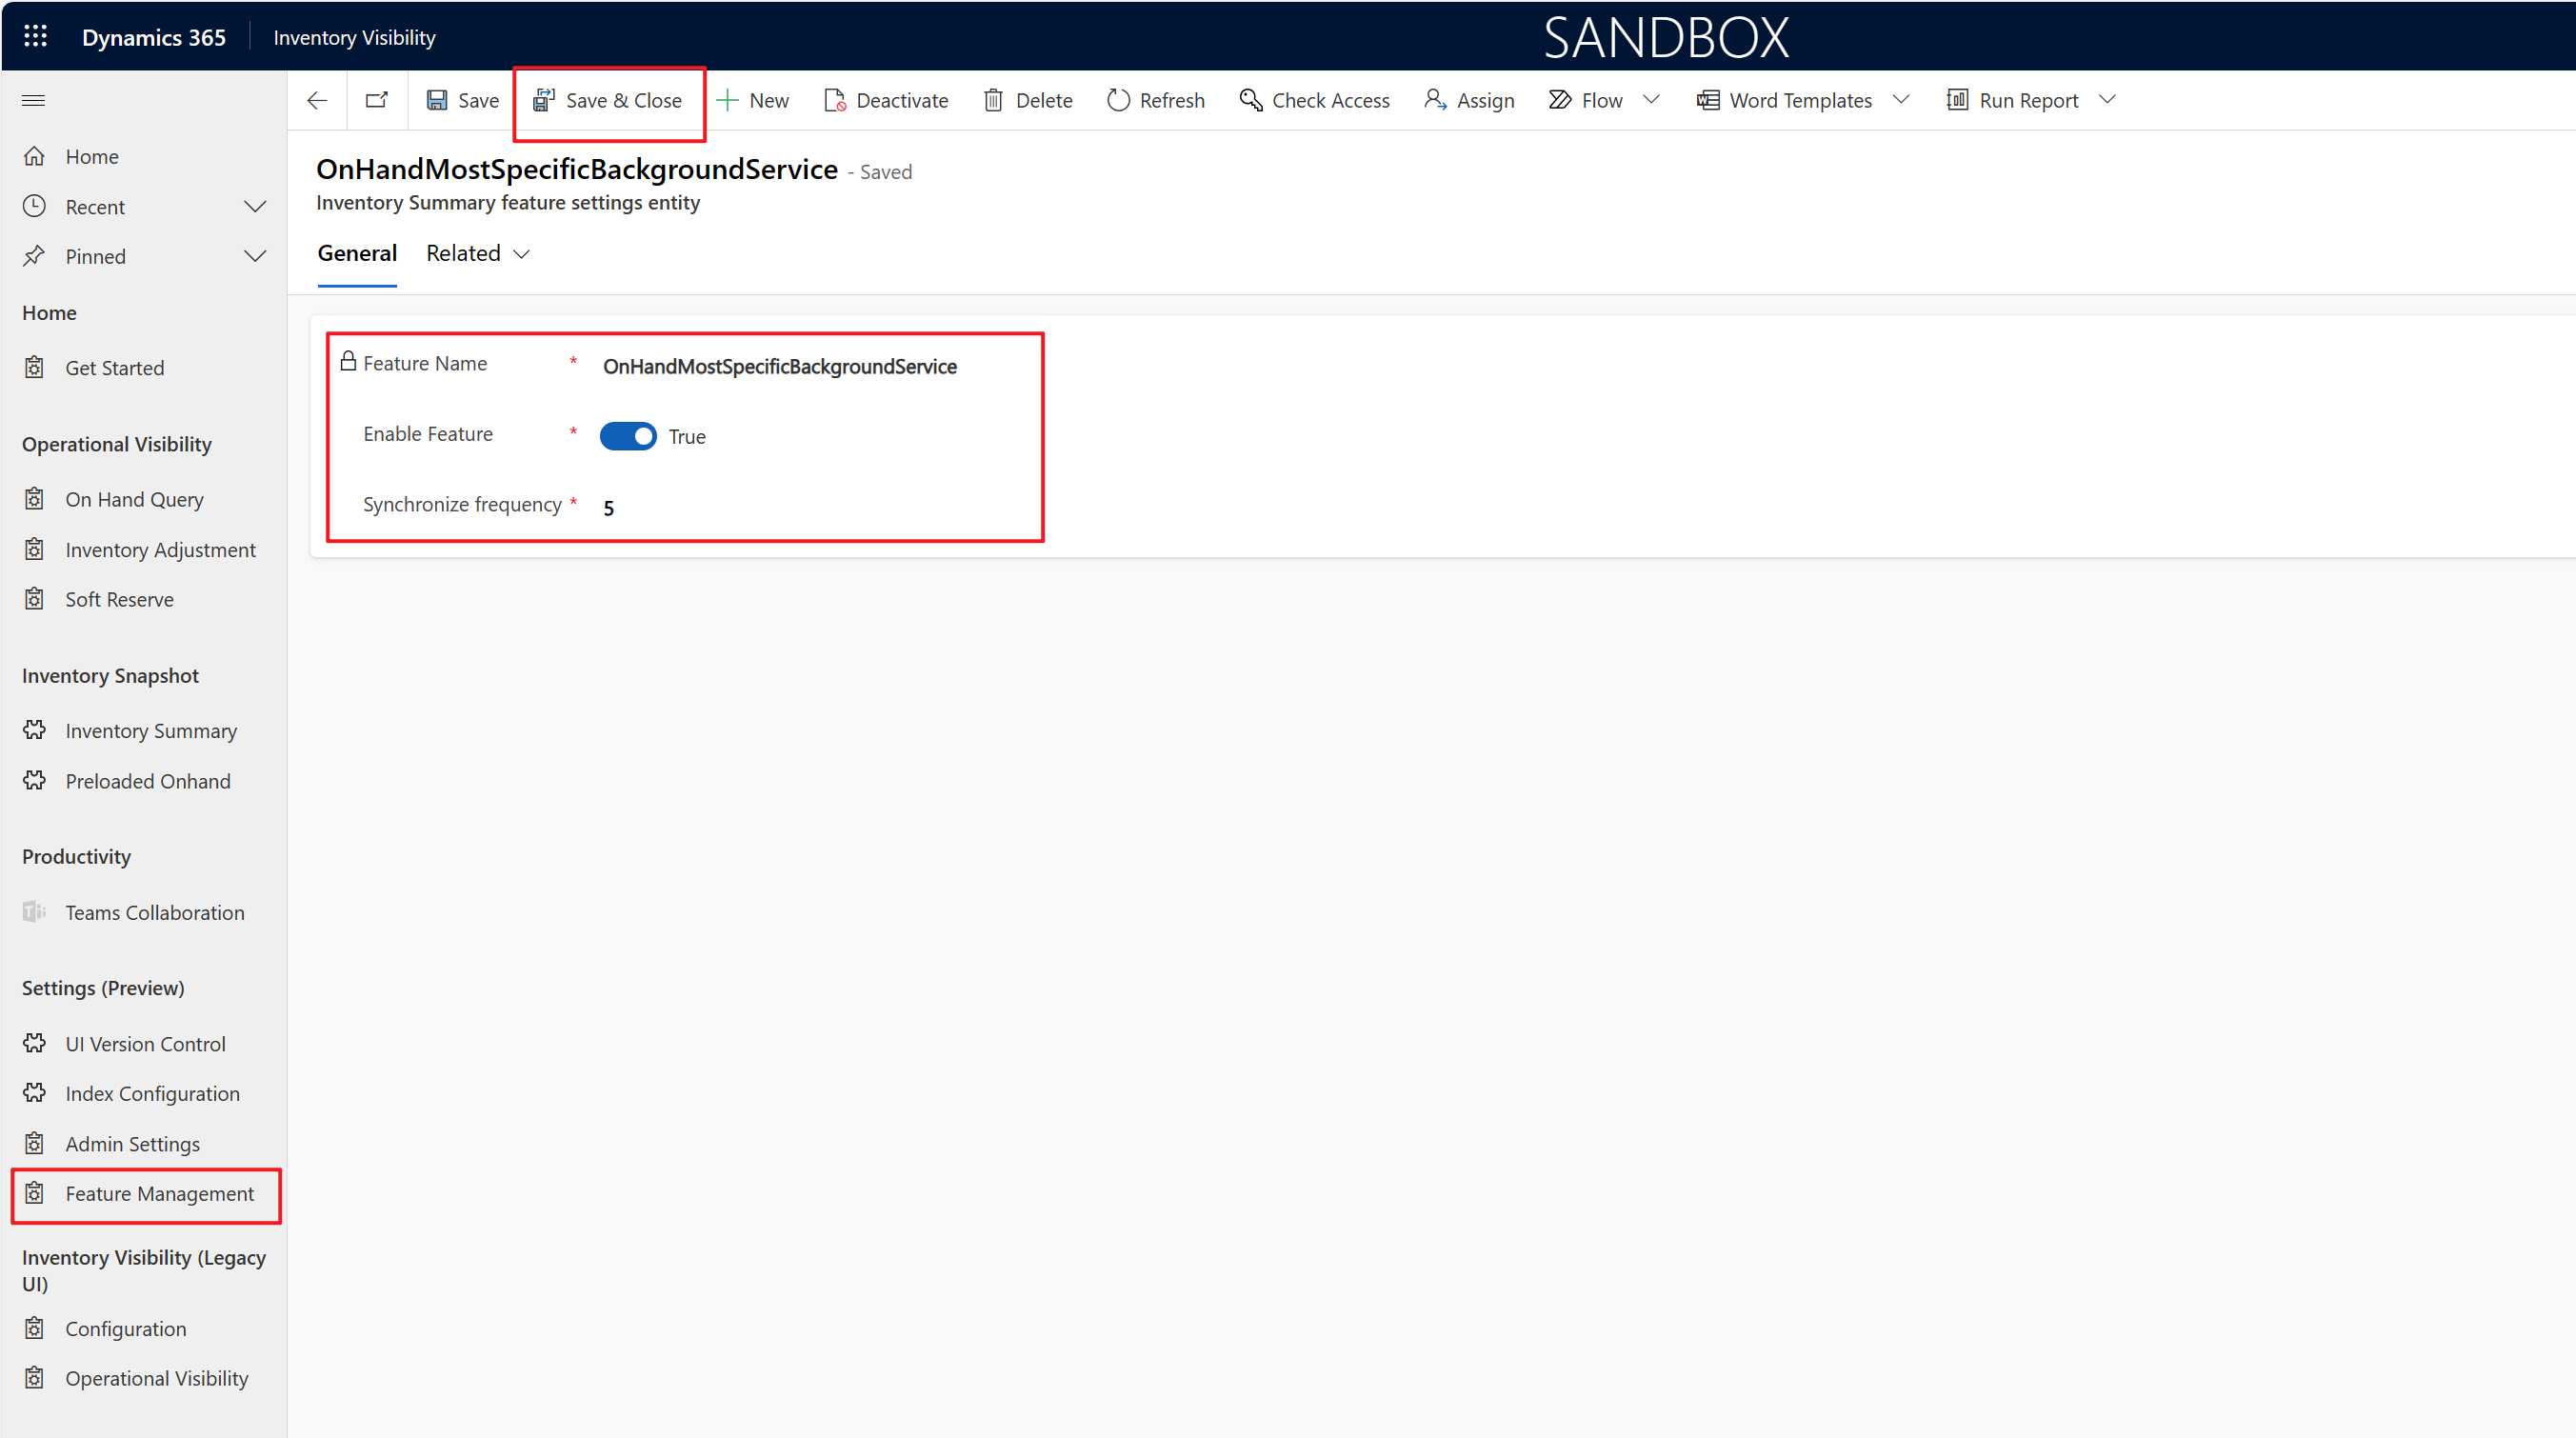 Dynamics 365 Inventory Visibility SANDBOX
Save Save & Close New Deactivate Delete Refresh Check Access Assign Flow Word Templates Run Report
Home
Recent
Pinned
Home
Get Started
Operational Visibility
On Hand Query
Inventory Adjustment
Soft Reserve
Inventory Snapshot
Inventory Summary
Preloaded Onhand
Productivity
Teams Collaboration
Settings (Preview)
UI Version Control
Index Configuration
Admin Settings
Feature Management
Inventory Visibility (Legacy
UI)
Configuration
Operational Visibility
OnHandMostSpecificBackgroundService - Saved
Inventory Summary feature settings entity
General Related
Feature Name * OnHandMostSpecificBackgroundService
Enable Feature * True
Synchronize frequency * 5